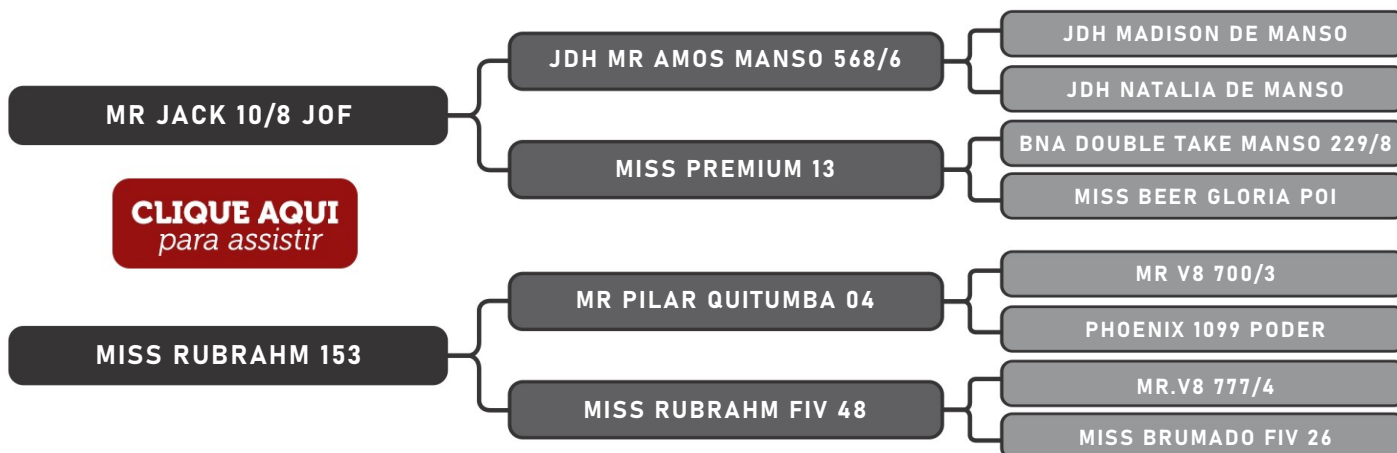 MR JACK 10/8 JOF
JDH MR AMOS MANSO 568/6
JDH MADISON DE MANSO
JDH NATALIA DE MANSO
MISS PREMIUM 13
BNA DOUBLE TAKE MANSO 229/8
MISS BEER GLORIA POI
CLIQUE AQUI
para assistir
MISS RUBRAHM 153
MR PILAR QUITUMBA 04
MR V8 700/3
PHOENIX 1099 PODER
MISS RUBRAHM FIV 48
MR.V8 777/4
MISS BRUMADO FIV 26